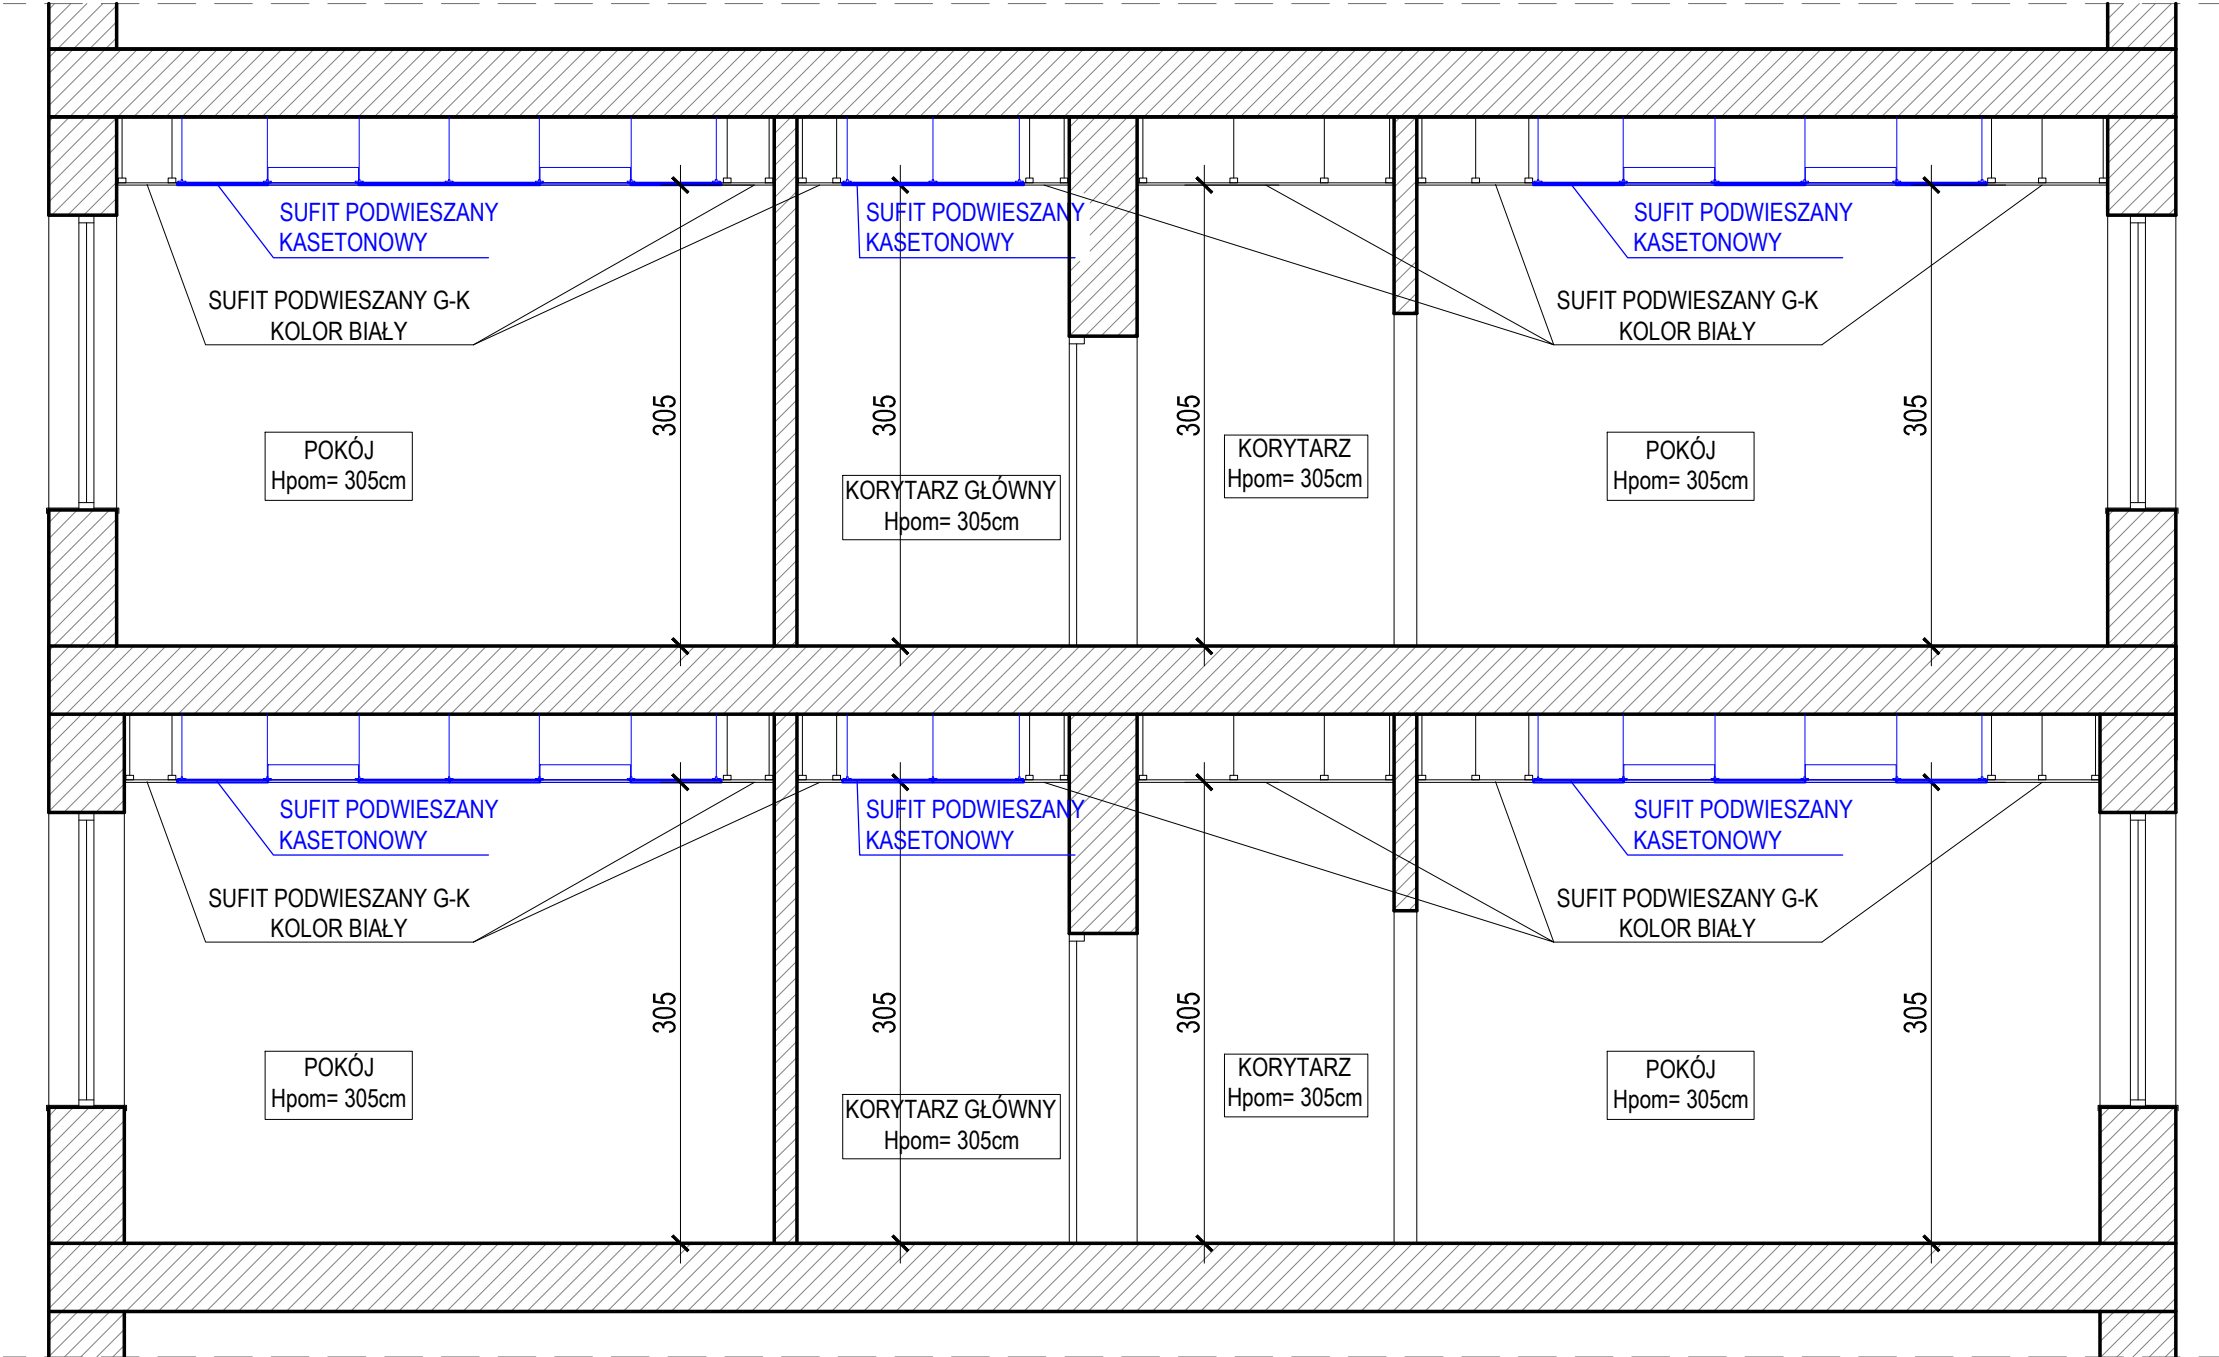 SUFIT PODWIESZANY
KASETONOWY
SUFIT PODWIESZANY
KASETONOWY
SUFIT PODWIESZANY
KASETONOWY
SUFIT PODWIESZANY G-K
KOLOR BIAŁY
SUFIT PODWIESZANY G-K
KOLOR BIAŁY
305
305
305
305
POKÓJ
Hpom= 305cm
KORYTARZ GŁÓWNY
Hpom= 305cm
KORYTARZ
Hpom= 305cm
POKÓJ
Hpom= 305cm
SUFIT PODWIESZANY
KASETONOWY
SUFIT PODWIESZANY
KASETONOWY
SUFIT PODWIESZANY
KASETONOWY
SUFIT PODWIESZANY G-K
KOLOR BIAŁY
SUFIT PODWIESZANY G-K
KOLOR BIAŁY
305
305
305
305
POKÓJ
Hpom= 305cm
KORYTARZ GŁÓWNY
Hpom= 305cm
KORYTARZ
Hpom= 305cm
POKÓJ
Hpom= 305cm